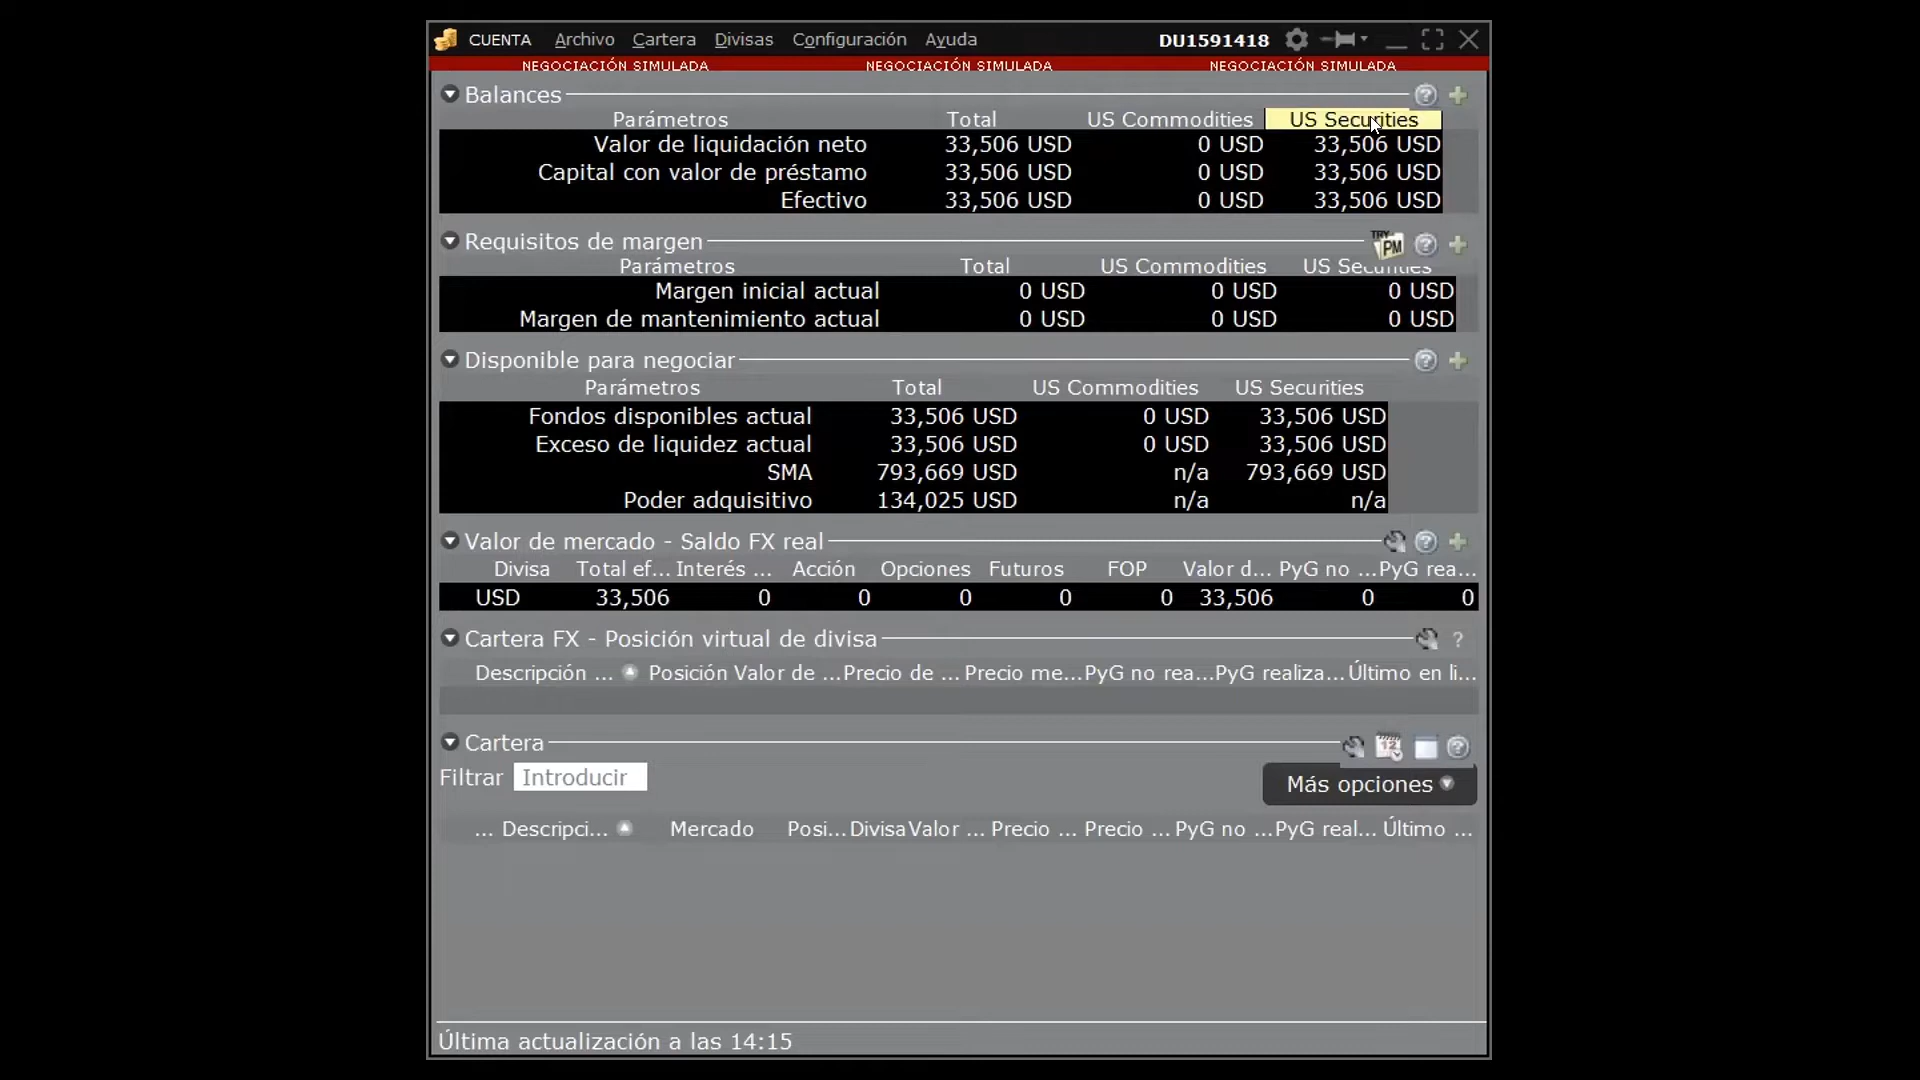 CUENTA Archivo Cartera Divisas Configuración Ayuda DU1591418
NEGOCIACIÓN SIMULADA NEGOCIACIÓN SIMULADA NEGOCIACIÓN SIMULADA
Balances
Parámetros Total US Commodities US Securities
Valor de liquidación neto 33,506 USD 0 USD 33,506 USD
Capital con valor de préstamo 33,506 USD 0 USD 33,506 USD
Efectivo 33,506 USD 0 USD 33,506 USD
Requisitos de margen TRY PM
Parámetros Total US Commodities US Securities
Margen inicial actual 0 USD 0 USD 0 USD
Margen de mantenimiento actual 0 USD 0 USD 0 USD
Disponible para negociar
Parámetros Total US Commodities US Securities
Fondos disponibles actual 33,506 USD 0 USD 33,506 USD
Exceso de liquidez actual 33,506 USD 0 USD 33,506 USD
SMA 793,669 USD n/a 793,669 USD
Poder adquisitivo 134,025 USD n/a n/a
Valor de mercado - Saldo FX real
Divisa Total ef... Interés ... Acción Opciones Futuros FOP Valor d... PyG no ... PyG rea...
USD 33,506 0 0 0 0 0 33,506 0 0
Cartera FX - Posición virtual de divisa
Descripción ... Posición Valor de ... Precio de ... Precio me... PyG no rea... PyG realiza... Último en li...
Cartera 12
Filtrar Introducir Más opciones
... Descripci... Mercado Posi... Divisa Valor ... Precio ... Precio ... PyG no ... PyG real... Último ...
Última actualización a las 14:15